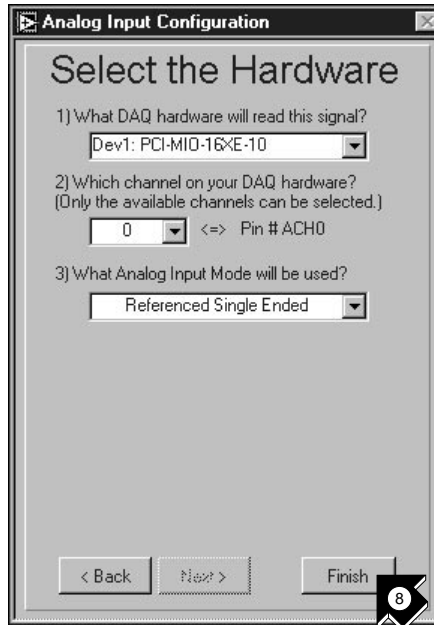 Analog Input Configuration
Select the Hardware
1) What DAQ hardware will read this signal?
Dev1: PCI-MIO-16XE-10
2) Which channel on your DAQ hardware?
(Only the available channels can be selected.)
0 <=> Pin # ACH0
3) What Analog Input Mode will be used?
Referenced Single Ended
< Back Next > Finish
8